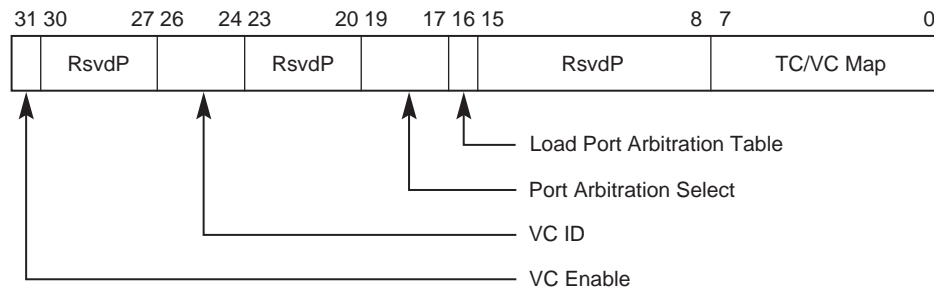 31 30 27 26 24 23 20 19 17 16 15 8 7 0
RsvdP RsvdP RsvdP TC/VC Map
Load Port Arbitration Table
Port Arbitration Select
VC ID
VC Enable